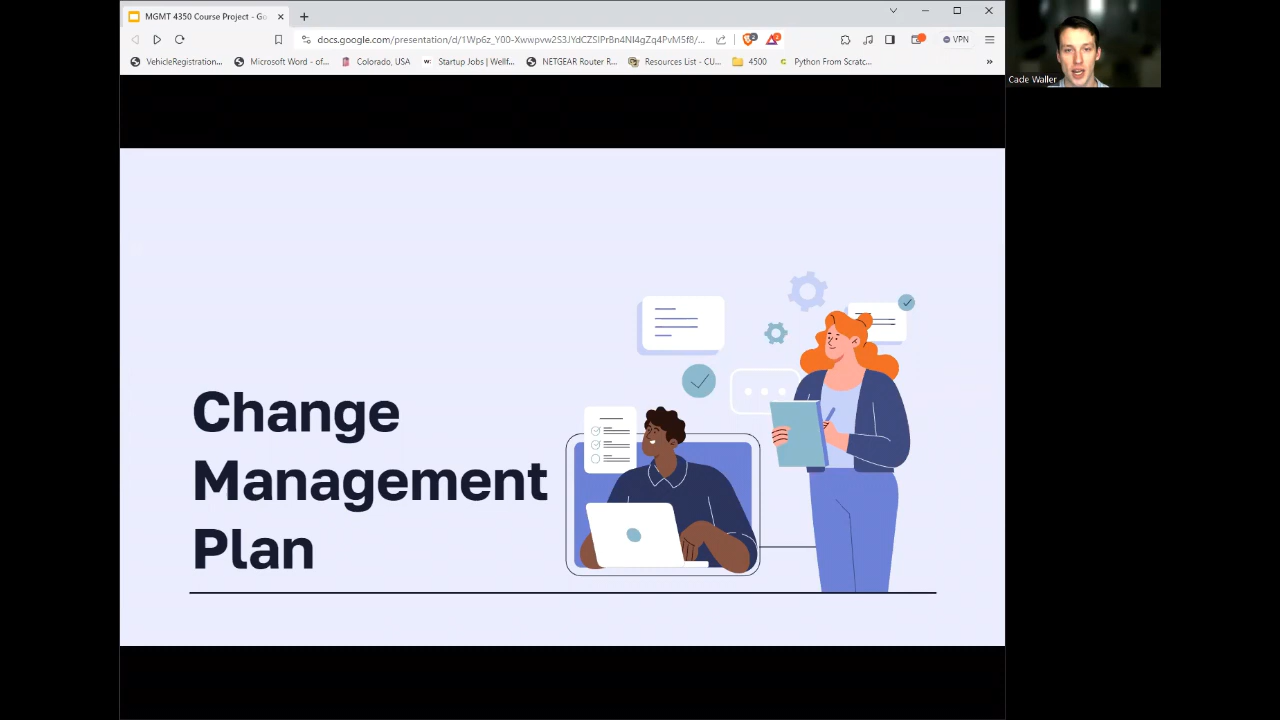 MGMT 4350 Course Project - Go
docs.google.com/presentation/d/1Wp6z_Y00-Xwwpvw2S3JYdCZSIPrBn4NI4gZq4PvM5f8/...
VPN
VehicleRegistration...
Microsoft Word - of...
Colorado, USA
Startup Jobs | Wellf...
NETGEAR Router R...
Resources List - CU...
4500
Python From Scratc...
»
Cade Waller
Change
Management
Plan